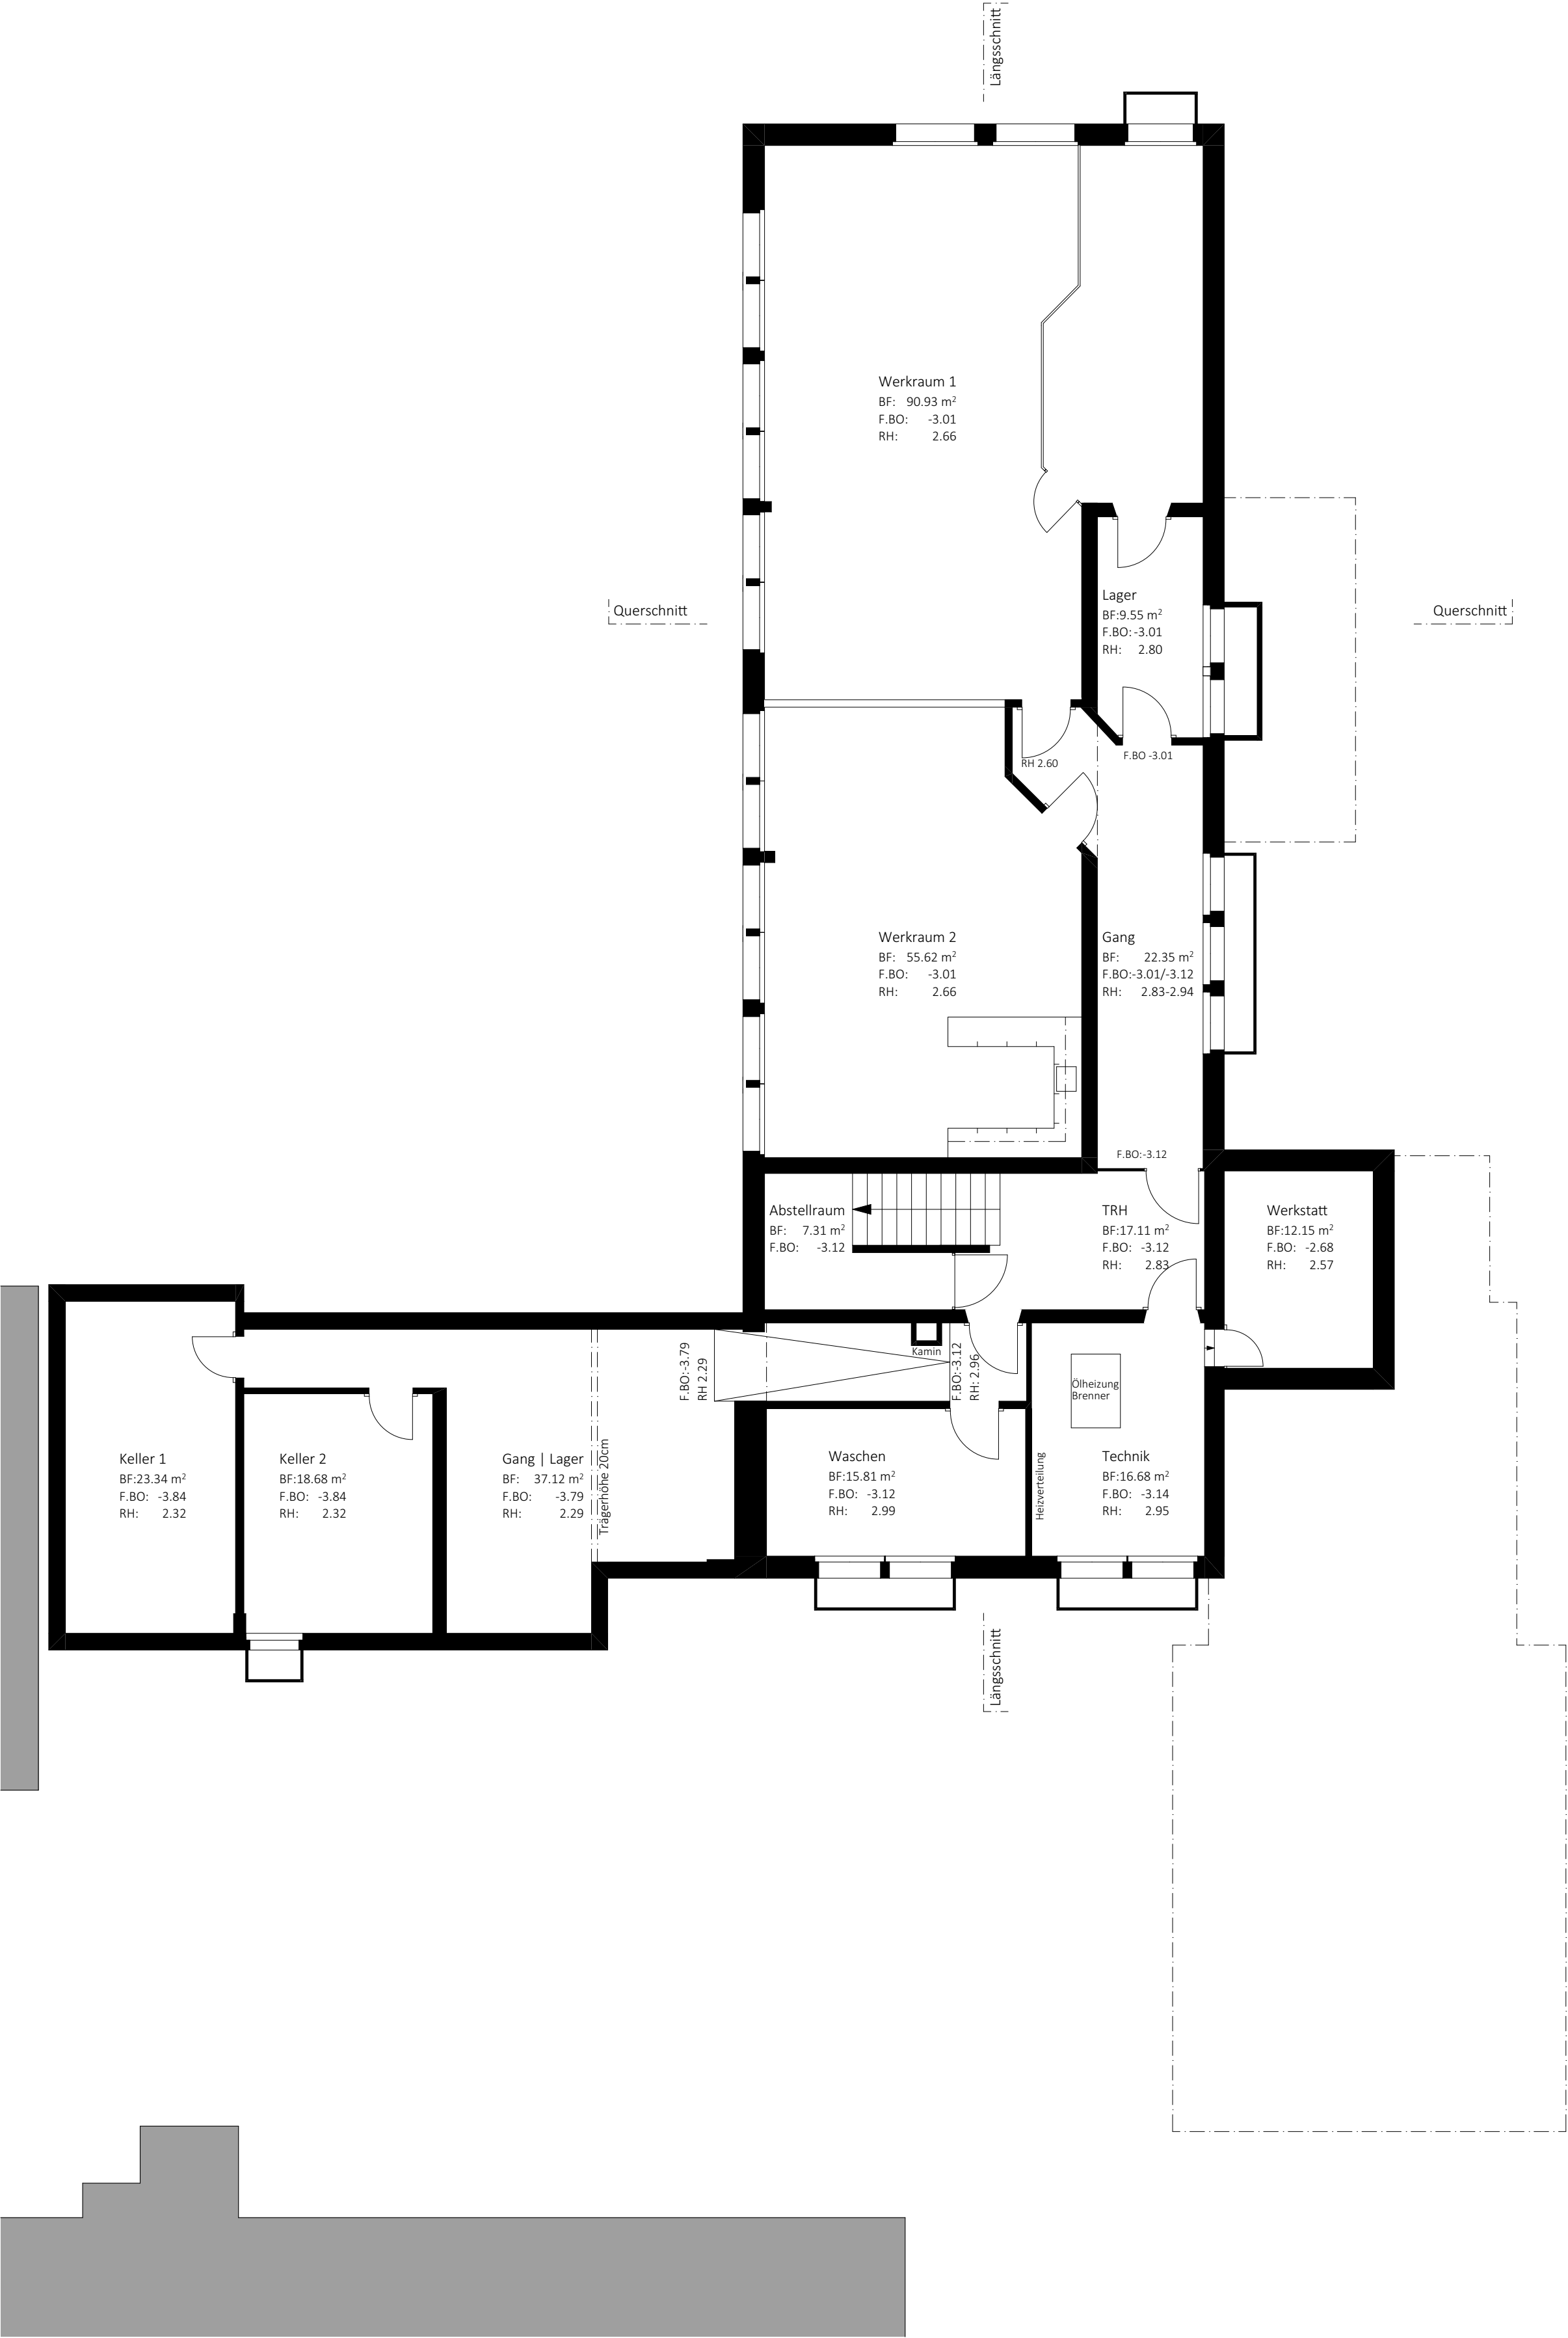 Längsschnitt
Werkraum 1
BF: 90.93 m²
F.BO: -3.01
RH: 2.66
Lager
BF:9.55 m²
F.BO: -3.01
RH: 2.80
Querschnitt
Querschnitt
RH 2.60
F.BO -3.01
Werkraum 2
BF: 55.62 m²
F.BO: -3.01
RH: 2.66
Gang
BF: 22.35 m²
F.BO:-3.01/-3.12
RH: 2.83-2.94
F.BO:-3.12
Abstellraum
BF: 7.31 m²
F.BO: -3.12
TRH
BF:17.11 m²
F.BO: -3.12
RH: 2.83
Werkstatt
BF:12.15 m²
F.BO: -2.68
RH: 2.57
F.BO:-3.79
RH 2.29
Kamin
F.BO:-3.12
RH: 2.96
Ölheizung
Brenner
Keller 1
BF:23.34 m²
F.BO: -3.84
RH: 2.32
Keller 2
BF:18.68 m²
F.BO: -3.84
RH: 2.32
Gang | Lager
BF: 37.12 m²
F.BO: -3.79
RH: 2.29
Trägerhöhe 20cm
Waschen
BF:15.81 m²
F.BO: -3.12
RH: 2.99
Heizverteilung
Technik
BF:16.68 m²
F.BO: -3.14
RH: 2.95
Längsschnitt